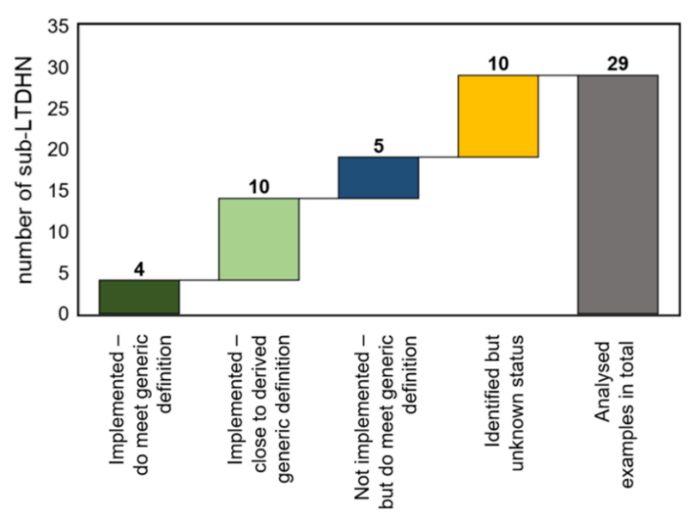 number of sub-LTDHN
35
30
25
20
15
10
5
0
4
10
5
10
29
Implemented –
do meet generic
definition
Implemented –
close to derived
generic definition
Not implemented –
but do meet generic
definition
Identified but
unknown status
Analysed
examples in total